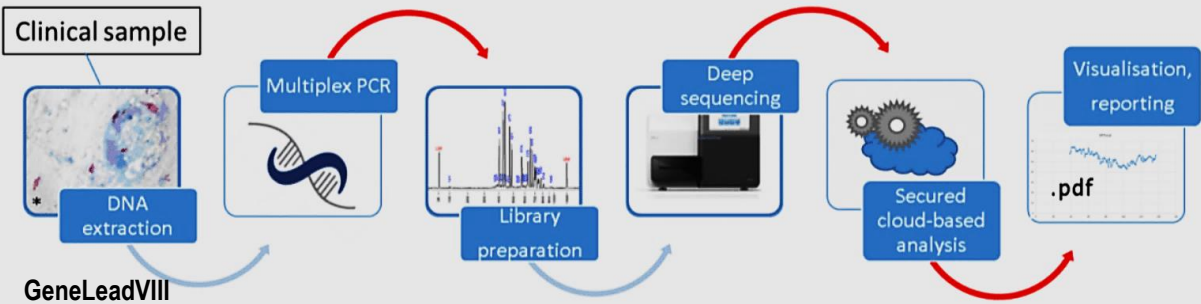 Clinical sample
*
DNA
extraction
GeneLeadVIII
Multiplex PCR
Library
preparation
Deep
sequencing
Secured
cloud-based
analysis
Visualisation,
reporting
.pdf